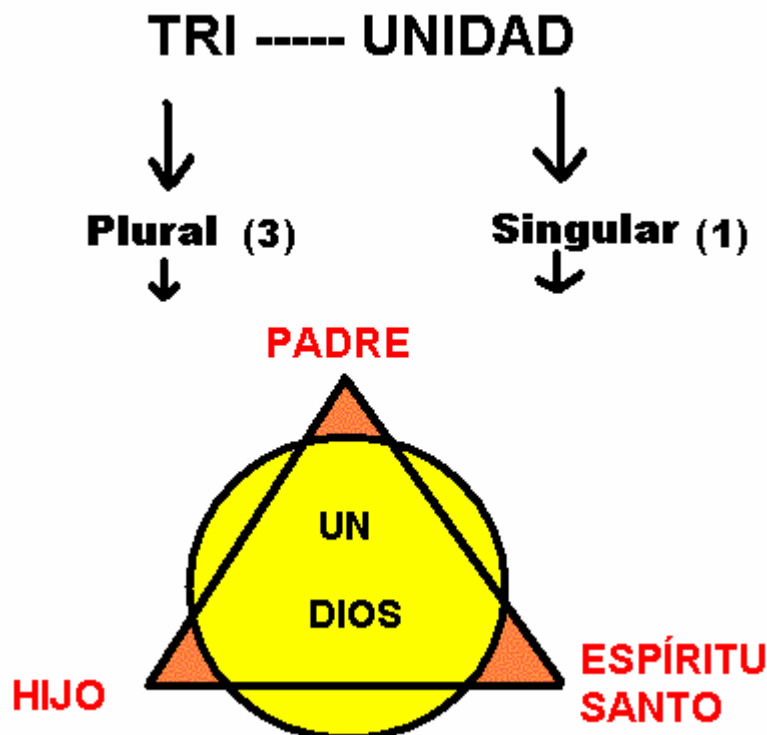 TRI ----- UNIDAD
Plural (3) Singular (1)
PADRE
UN
DIOS
HIJO
ESPÍRITU
SANTO